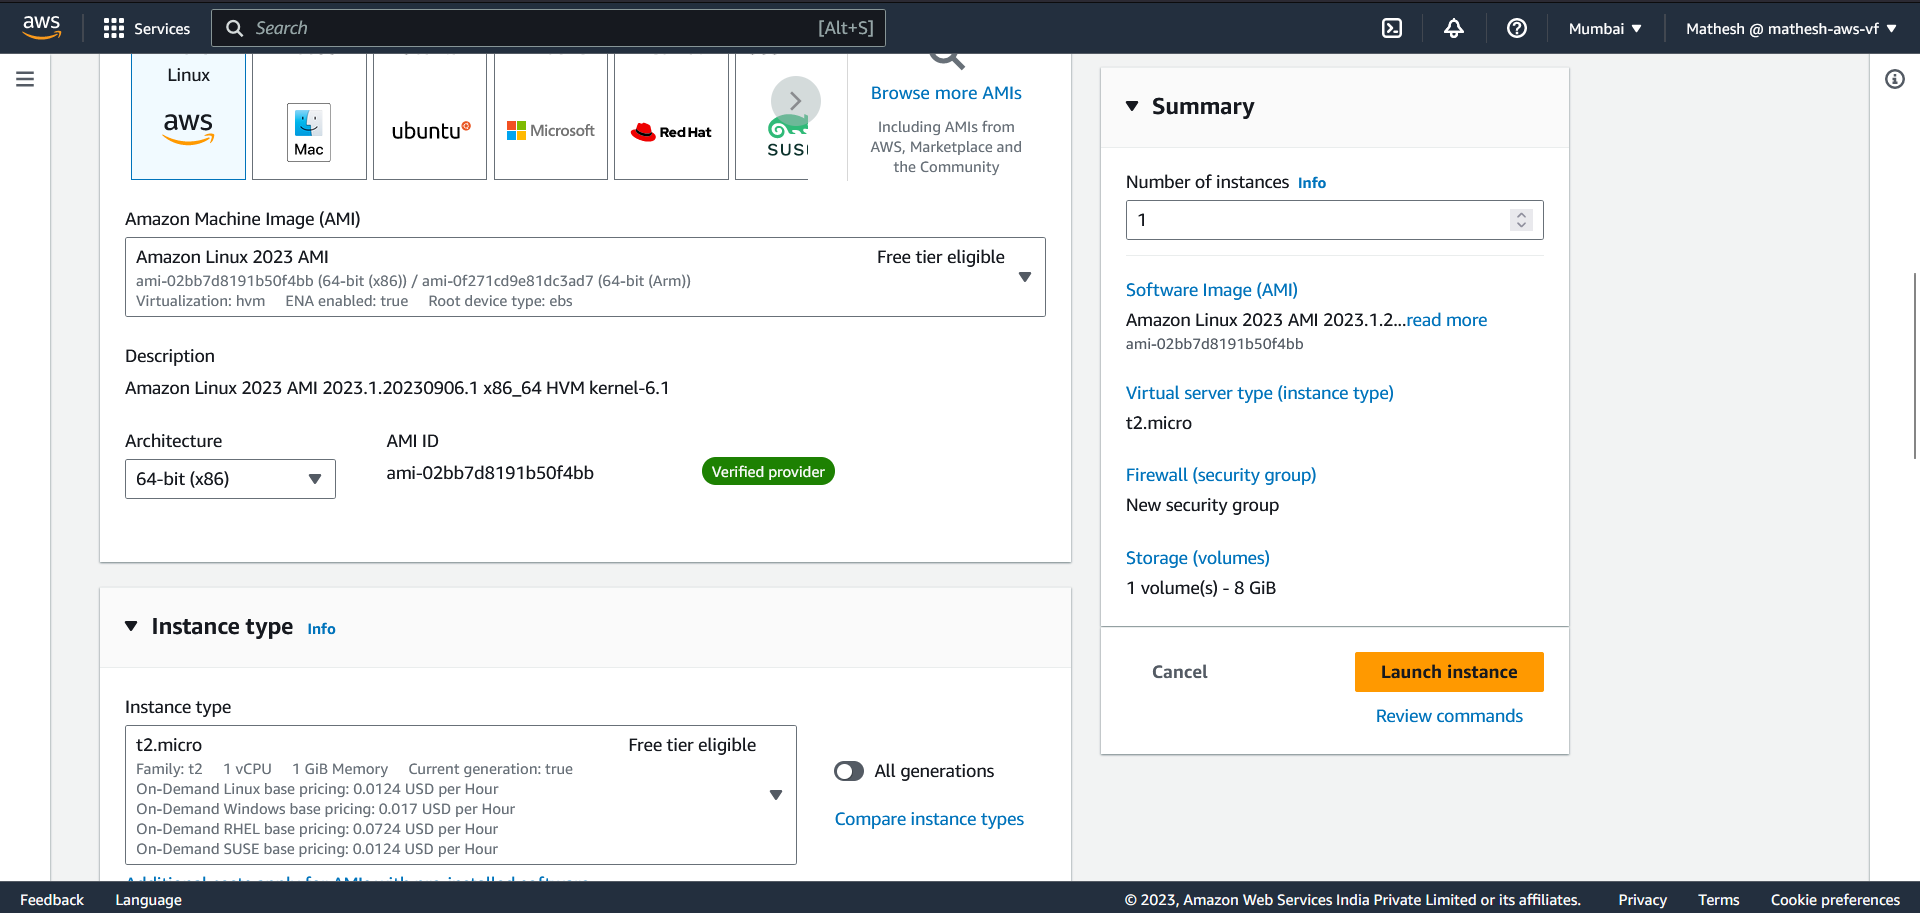 aws
Services
Search
[Alt+S]
Mumbai
Mathesh @ mathesh-aws-vf
Linux
aws
Mac
ubuntu
Microsoft
Red Hat
SUS
Browse more AMIs
Including AMIs from
AWS, Marketplace and
the Community
Amazon Machine Image (AMI)
Amazon Linux 2023 AMI
Free tier eligible
ami-02bb7d8191b50f4bb (64-bit (x86)) / ami-0f271cd9e81dc3ad7 (64-bit (Arm))
Virtualization: hvm ENA enabled: true Root device type: ebs
Description
Amazon Linux 2023 AMI 2023.1.20230906.1 x86_64 HVM kernel-6.1
Architecture
AMI ID
64-bit (x86)
ami-02bb7d8191b50f4bb
Verified provider
Instance type Info
Instance type
t2.micro
Free tier eligible
Family: t2 1 vCPU 1 GiB Memory Current generation: true
On-Demand Linux base pricing: 0.0124 USD per Hour
On-Demand Windows base pricing: 0.017 USD per Hour
On-Demand RHEL base pricing: 0.0724 USD per Hour
On-Demand SUSE base pricing: 0.0124 USD per Hour
All generations
Compare instance types
Additional costs apply for AMIs with pre-installed software
Summary
Number of instances Info
1
Software Image (AMI)
Amazon Linux 2023 AMI 2023.1.2...read more
ami-02bb7d8191b50f4bb
Virtual server type (instance type)
t2.micro
Firewall (security group)
New security group
Storage (volumes)
1 volume(s) - 8 GiB
Cancel
Launch instance
Review commands
Feedback
Language
© 2023, Amazon Web Services India Private Limited or its affiliates.
Privacy
Terms
Cookie preferences